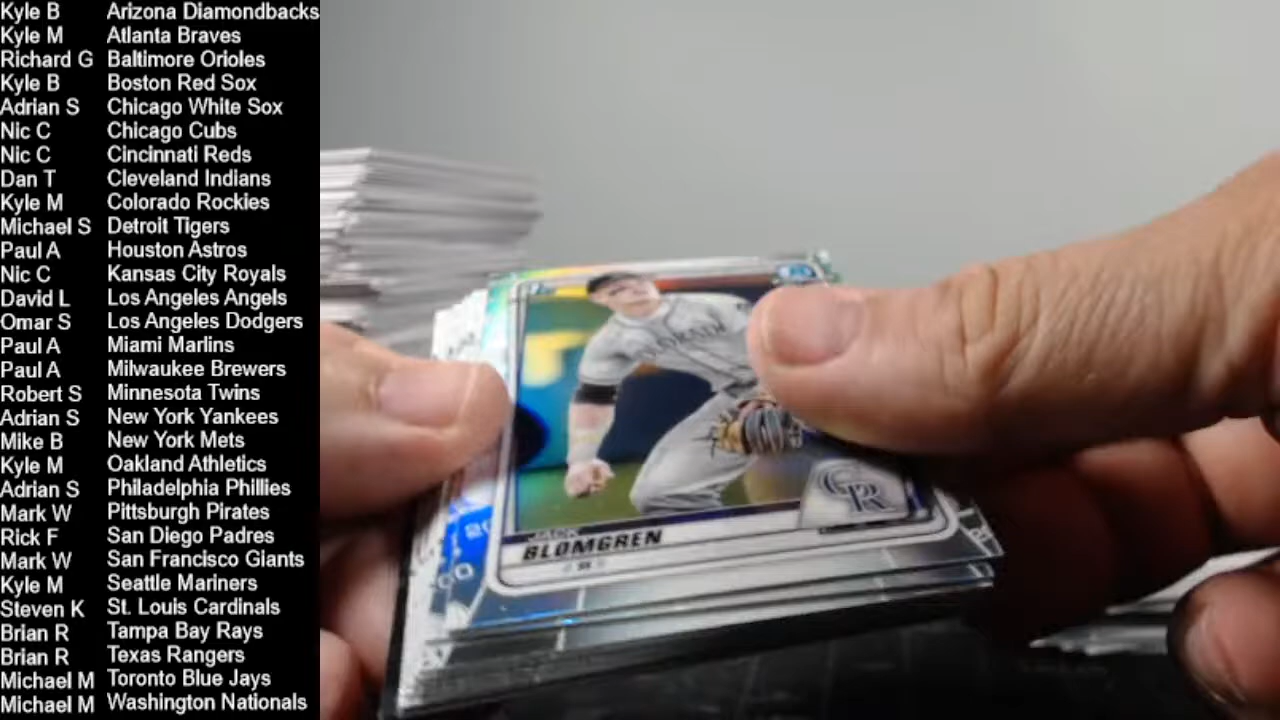 Kyle B Arizona Diamondbacks
Kyle M Atlanta Braves
Richard G Baltimore Orioles
Kyle B Boston Red Sox
Adrian S Chicago White Sox
Nic C Chicago Cubs
Nic C Cincinnati Reds
Dan T Cleveland Indians
Kyle M Colorado Rockies
Michael S Detroit Tigers
Paul A Houston Astros
Nic C Kansas City Royals
David L Los Angeles Angels
Omar S Los Angeles Dodgers
Paul A Miami Marlins
Paul A Milwaukee Brewers
Robert S Minnesota Twins
Adrian S New York Yankees
Mike B New York Mets
Kyle M Oakland Athletics
Adrian S Philadelphia Phillies
Mark W Pittsburgh Pirates
Rick F San Diego Padres
Mark W San Francisco Giants
Kyle M Seattle Mariners
Steven K St. Louis Cardinals
Brian R Tampa Bay Rays
Brian R Texas Rangers
Michael M Toronto Blue Jays
Michael M Washington Nationals
CR
JACK
BLOMGREN
SS